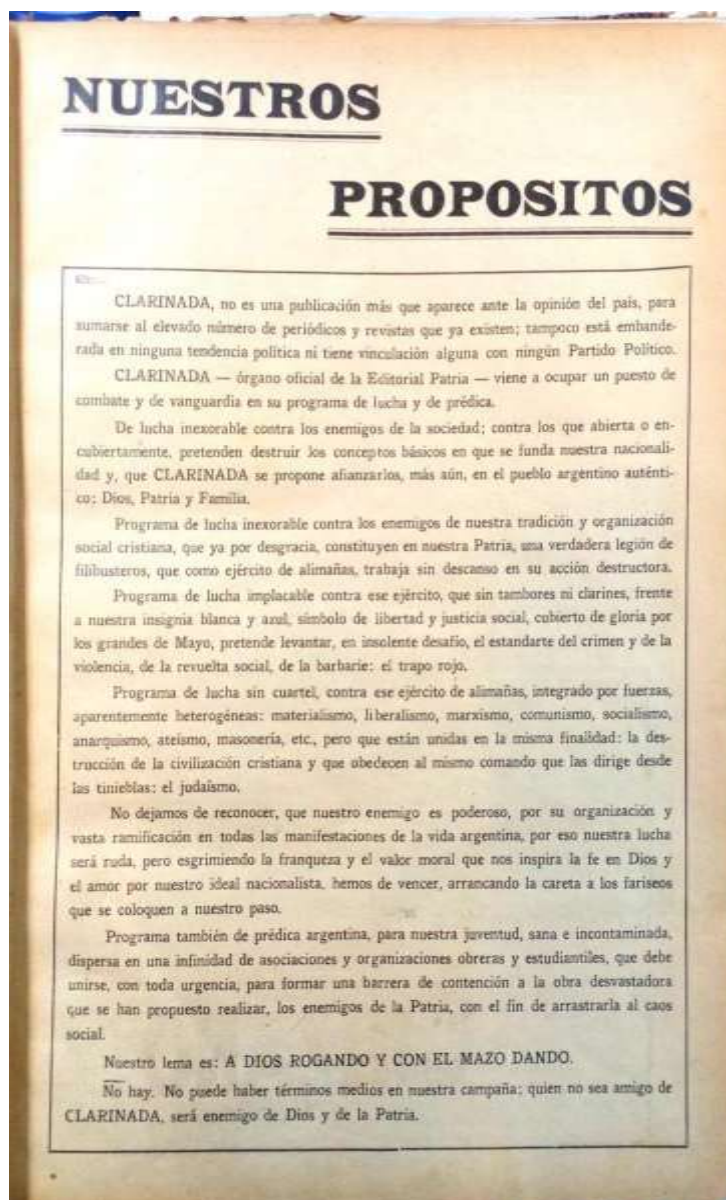 NUESTROS
PROPOSITOS
CLARINADA, no es una publicación más que aparece ante la opinión del país, para
sumarse al elevado número de periódicos y revistas que ya existen; tampoco está embande-
rada en ninguna tendencia política ni tiene vinculación alguna con ningún Partido Político.
CLARINADA — órgano oficial de la Editorial Patria — viene a ocupar un puesto de
combate y de vanguardia en su programa de lucha y de prédica.
De lucha inexorable contra los enemigos de la sociedad; contra los que abierta o en-
cubiertamente, pretenden destruir los conceptos básicos en que se funda nuestra nacionali-
dad y, que CLARINADA se propone afianzarlos, más aún, en el pueblo argentino auténti-
co: Dios, Patria y Familia.
Programa de lucha inexorable contra los enemigos de nuestra tradición y organización
social cristiana, que ya por desgracia, constituyen en nuestra Patria, una verdadera legión de
filibusteros, que como ejército de alimañas, trabaja sin descanso en su acción destructora.
Programa de lucha implacable contra ese ejército, que sin tambores ni clarines, frente
a nuestra insignia blanca y azul, símbolo de libertad y justicia social, cubierto de gloria por
los grandes de Mayo, pretende levantar, en insolente desafío, el estandarte del crimen y de la
violencia, de la revuelta social, de la barbarie: el trapo rojo.
Programa de lucha sin cuartel, contra ese ejército de alimañas, integrado por fuerzas,
aparentemente heterogéneas: materialismo, liberalismo, marxismo, comunismo, socialismo,
anarquismo, ateísmo, masonería, etc., pero que están unidas en la misma finalidad: la des-
trucción de la civilización cristiana y que obedecen al mismo comando que las dirige desde
las tinieblas: el judaísmo.
No dejamos de reconocer, que nuestro enemigo es poderoso, por su organización y
vasta ramificación en todas las manifestaciones de la vida argentina, por eso nuestra lucha
será ruda, pero esgrimiendo la franqueza y el valor moral que nos inspira la fe en Dios y
el amor por nuestro ideal nacionalista, hemos de vencer, arrancando la careta a los fariseos
que se coloquen a nuestro paso.
Programa también de prédica argentina, para nuestra juventud, sana e incontaminada,
dispersa en una infinidad de asociaciones y organizaciones obreras y estudiantiles, que debe
unirse, con toda urgencia, para formar una barrera de contención a la obra desvastadora
que se han propuesto realizar, los enemigos de la Patria, con el fin de arrastrarla al caos
social.
Nuestro lema es: A DIOS ROGANDO Y CON EL MAZO DANDO.
No hay. No puede haber términos medios en nuestra campaña: quien no sea amigo de
CLARINADA, será enemigo de Dios y de la Patria.